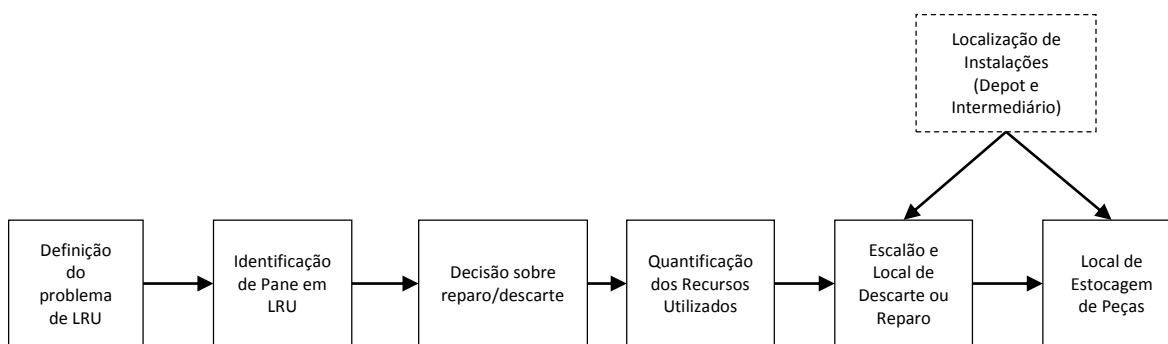 Localização de
Instalações
(Depot e
Intermediário)
Definição
do
problema
de LRU
Identificação
de Pane em
LRU
Decisão sobre
reparo/descarte
Quantificação
dos Recursos
Utilizados
Escalão e
Local de
Descarte ou
Reparo
Local de
Estocagem
de Peças